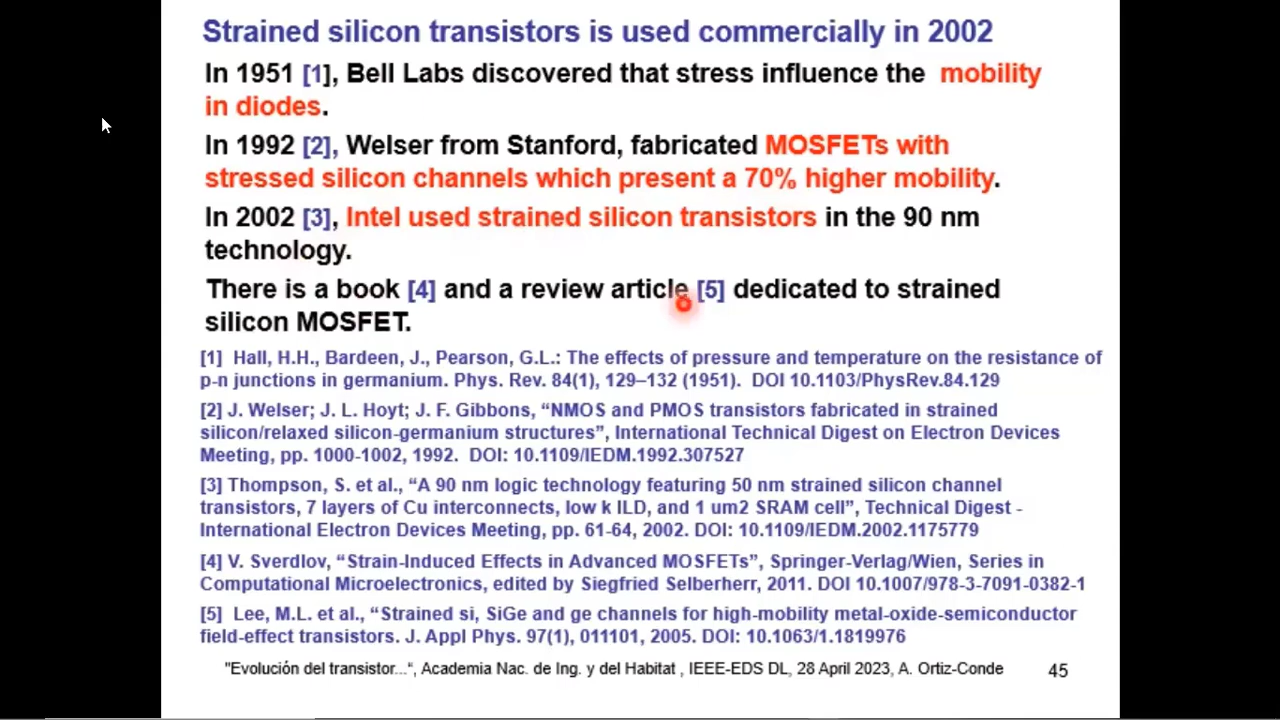 Strained silicon transistors is used commercially in 2002
In 1951 [1], Bell Labs discovered that stress influence the mobility
in diodes.
In 1992 [2], Welser from Stanford, fabricated MOSFETs with
stressed silicon channels which present a 70% higher mobility.
In 2002 [3], Intel used strained silicon transistors in the 90 nm
technology.
There is a book [4] and a review article [5] dedicated to strained
silicon MOSFET.
[1] Hall, H.H., Bardeen, J., Pearson, G.L.: The effects of pressure and temperature on the resistance of
p-n junctions in germanium. Phys. Rev. 84(1), 129–132 (1951). DOI 10.1103/PhysRev.84.129
[2] J. Welser; J. L. Hoyt; J. F. Gibbons, “NMOS and PMOS transistors fabricated in strained
silicon/relaxed silicon-germanium structures”, International Technical Digest on Electron Devices
Meeting, pp. 1000-1002, 1992. DOI: 10.1109/IEDM.1992.307527
[3] Thompson, S. et al., “A 90 nm logic technology featuring 50 nm strained silicon channel
transistors, 7 layers of Cu interconnects, low k ILD, and 1 um2 SRAM cell”, Technical Digest -
International Electron Devices Meeting, pp. 61-64, 2002. DOI: 10.1109/IEDM.2002.1175779
[4] V. Sverdlov, “Strain-Induced Effects in Advanced MOSFETs”, Springer-Verlag/Wien, Series in
Computational Microelectronics, edited by Siegfried Selberherr, 2011. DOI 10.1007/978-3-7091-0382-1
[5] Lee, M.L. et al., “Strained si, SiGe and ge channels for high-mobility metal-oxide-semiconductor
field-effect transistors. J. Appl Phys. 97(1), 011101, 2005. DOI: 10.1063/1.1819976
"Evolución del transistor...“, Academia Nac. de Ing. y del Habitat , IEEE-EDS DL, 28 April 2023, A. Ortiz-Conde 45